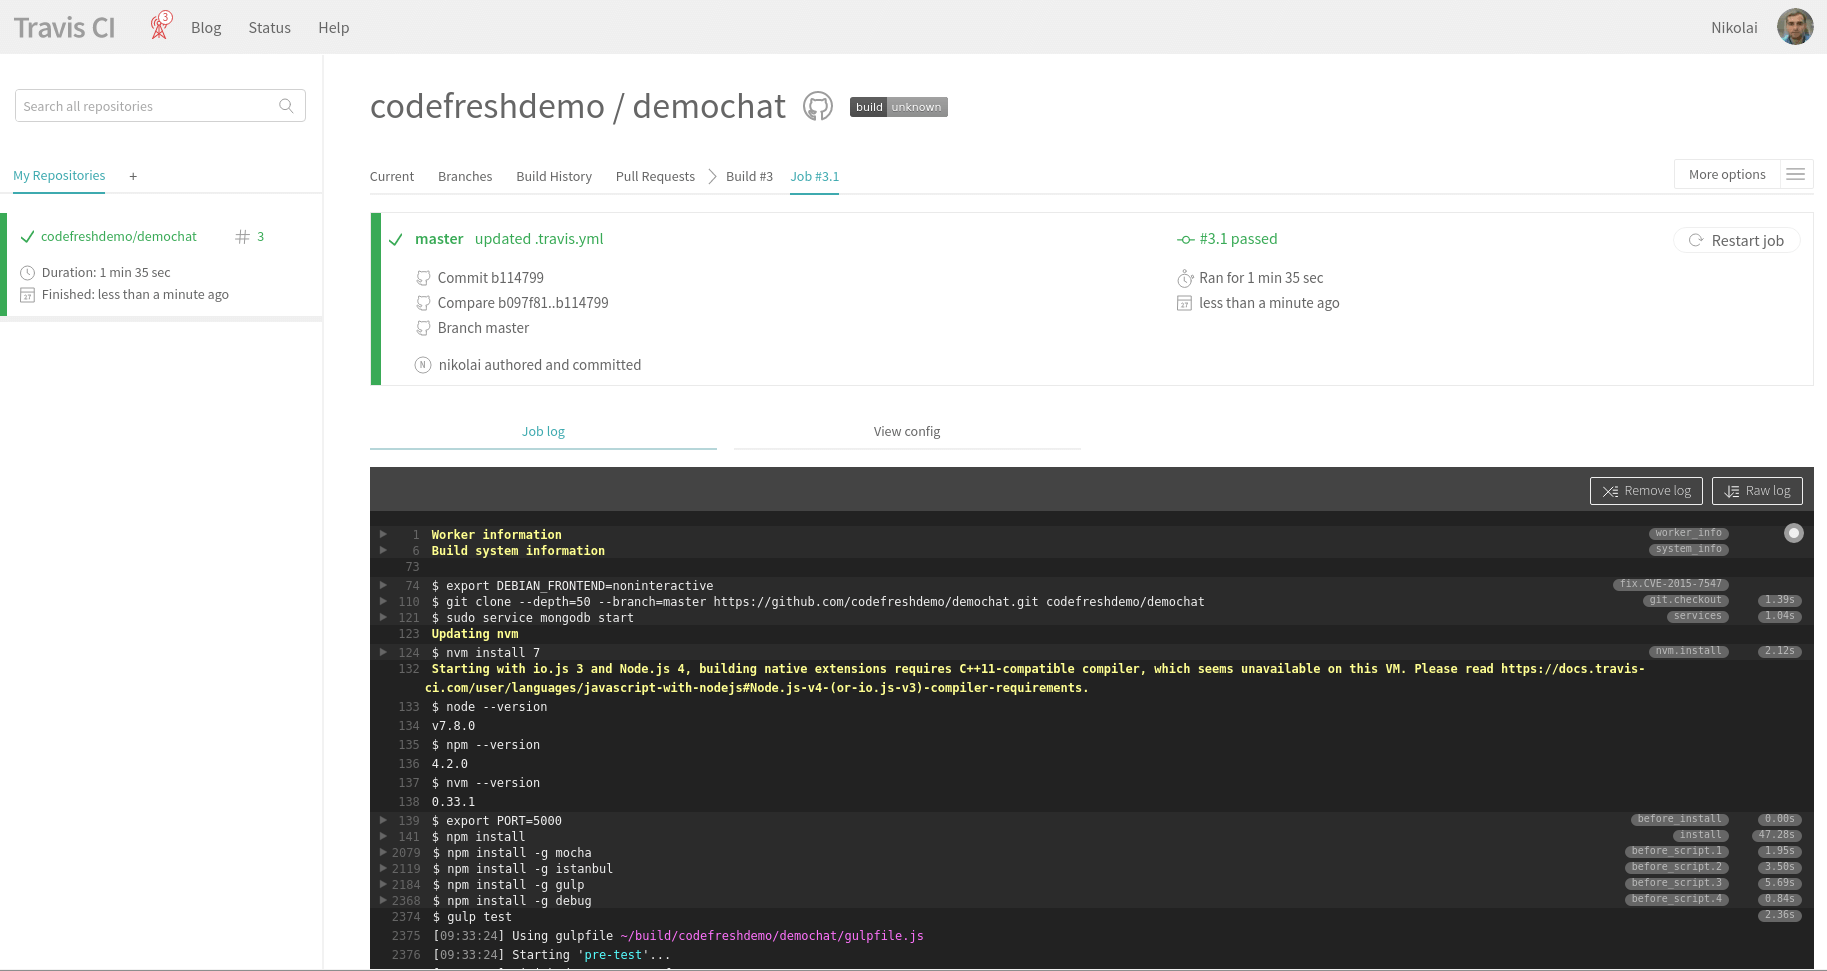 Travis CI
3
Blog
Status
Help
Nikolai
Search all repositories
My Repositories +
codefreshdemo/demochat # 3
Duration: 1 min 35 sec
27 Finished: less than a minute ago
codefreshdemo / demochat build unknown
Current Branches Build History Pull Requests Build #3 Job #3.1
More options
master updated .travis.yml
#3.1 passed
Restart job
Commit b114799
Ran for 1 min 35 sec
Compare b097f81..b114799
27 less than a minute ago
Branch master
N nikolai authored and committed
Job log
View config
Remove log
Raw log
1 Worker information worker_info
6 Build system information system_info
73
74 $ export DEBIAN_FRONTEND=noninteractive fix.CVE-2015-7547
110 $ git clone --depth=50 --branch=master https://github.com/codefreshdemo/demochat.git codefreshdemo/demochat git.checkout 1.39s
121 $ sudo service mongodb start services 1.04s
123 Updating nvm
124 $ nvm install 7 nvm.install 2.12s
132 Starting with io.js 3 and Node.js 4, building native extensions requires C++11-compatible compiler, which seems unavailable on this VM. Please read https://docs.travis-
ci.com/user/languages/javascript-with-nodejs#Node.js-v4-(or-io.js-v3)-compiler-requirements.
133 $ node --version
134 v7.8.0
135 $ npm --version
136 4.2.0
137 $ nvm --version
138 0.33.1
139 $ export PORT=5000 before_install 0.00s
141 $ npm install install 47.28s
2079 $ npm install -g mocha before_script.1 1.95s
2119 $ npm install -g istanbul before_script.2 3.50s
2184 $ npm install -g gulp before_script.3 5.69s
2368 $ npm install -g debug before_script.4 0.84s
2374 $ gulp test 2.36s
2375 [09:33:24] Using gulpfile ~/build/codefreshdemo/demochat/gulpfile.js
2376 [09:33:24] Starting 'pre-test'...